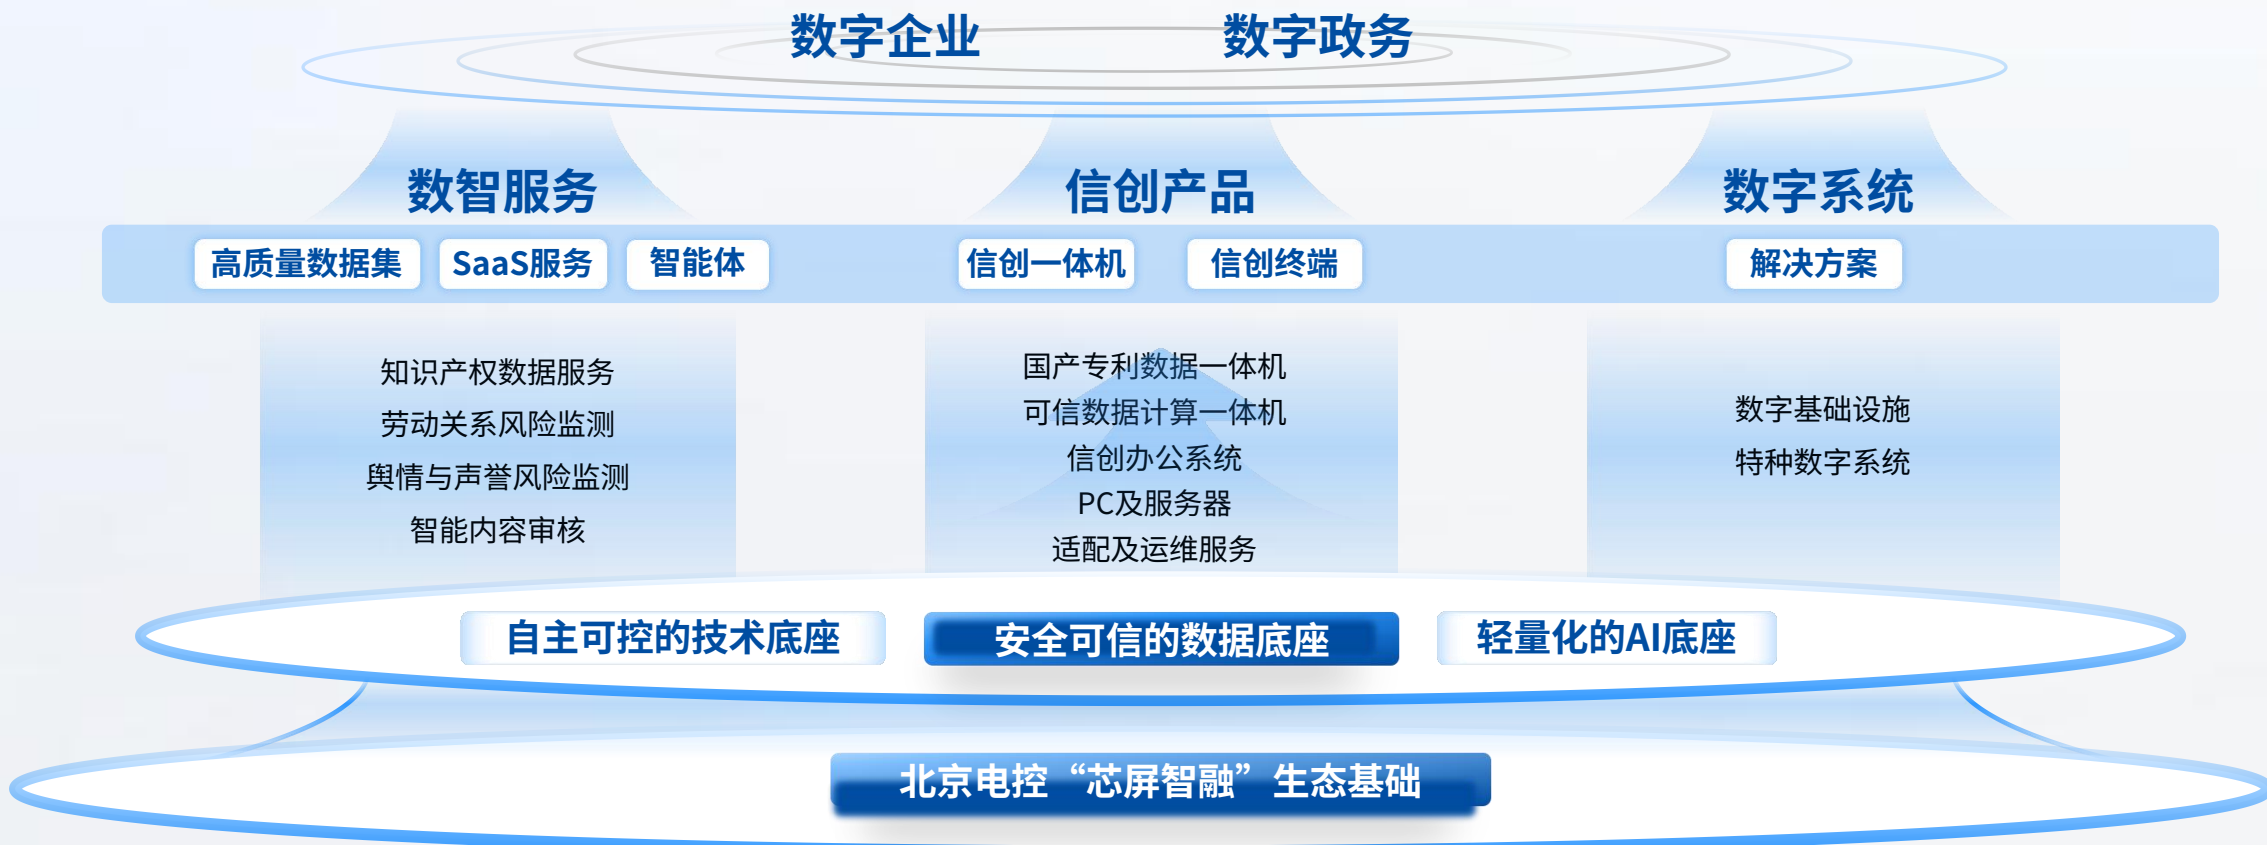 数字企业 数字政务
数智服务
信创产品
数字系统
高质量数据集 SaaS服务 智能体
信创一体机 信创终端
解决方案
知识产权数据服务
劳动关系风险监测
舆情与声誉风险监测
智能内容审核
国产专利数据一体机
可信数据计算一体机
信创办公系统
PC及服务器
适配及运维服务
数字基础设施
特种数字系统
自主可控的技术底座
安全可信的数据底座
轻量化的AI底座
北京电控“芯屏智融”生态基础